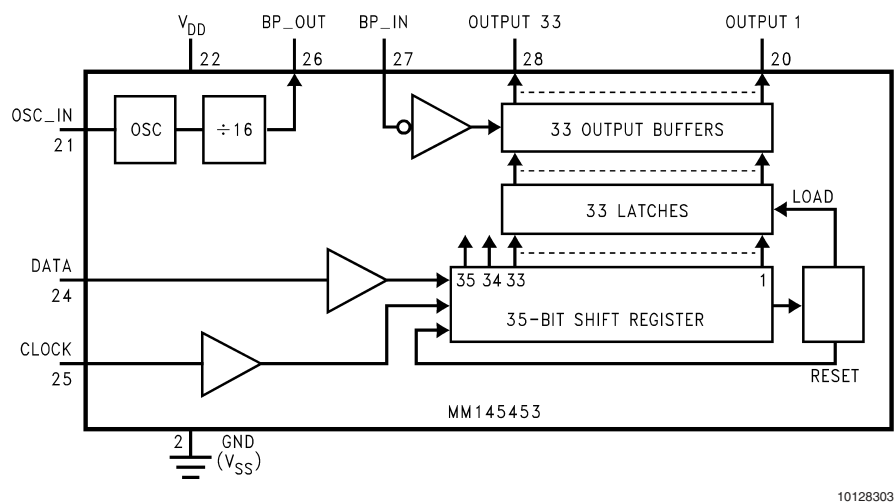 V_DD BP_OUT BP_IN OUTPUT 33 OUTPUT 1
22 26 27 28 20
OSC_IN
21
OSC
÷16
33 OUTPUT BUFFERS
33 LATCHES
LOAD
DATA
24
35 34 33 1
35-BIT SHIFT REGISTER
CLOCK
25
RESET
MM145453
2 GND
(V_SS)
10128303